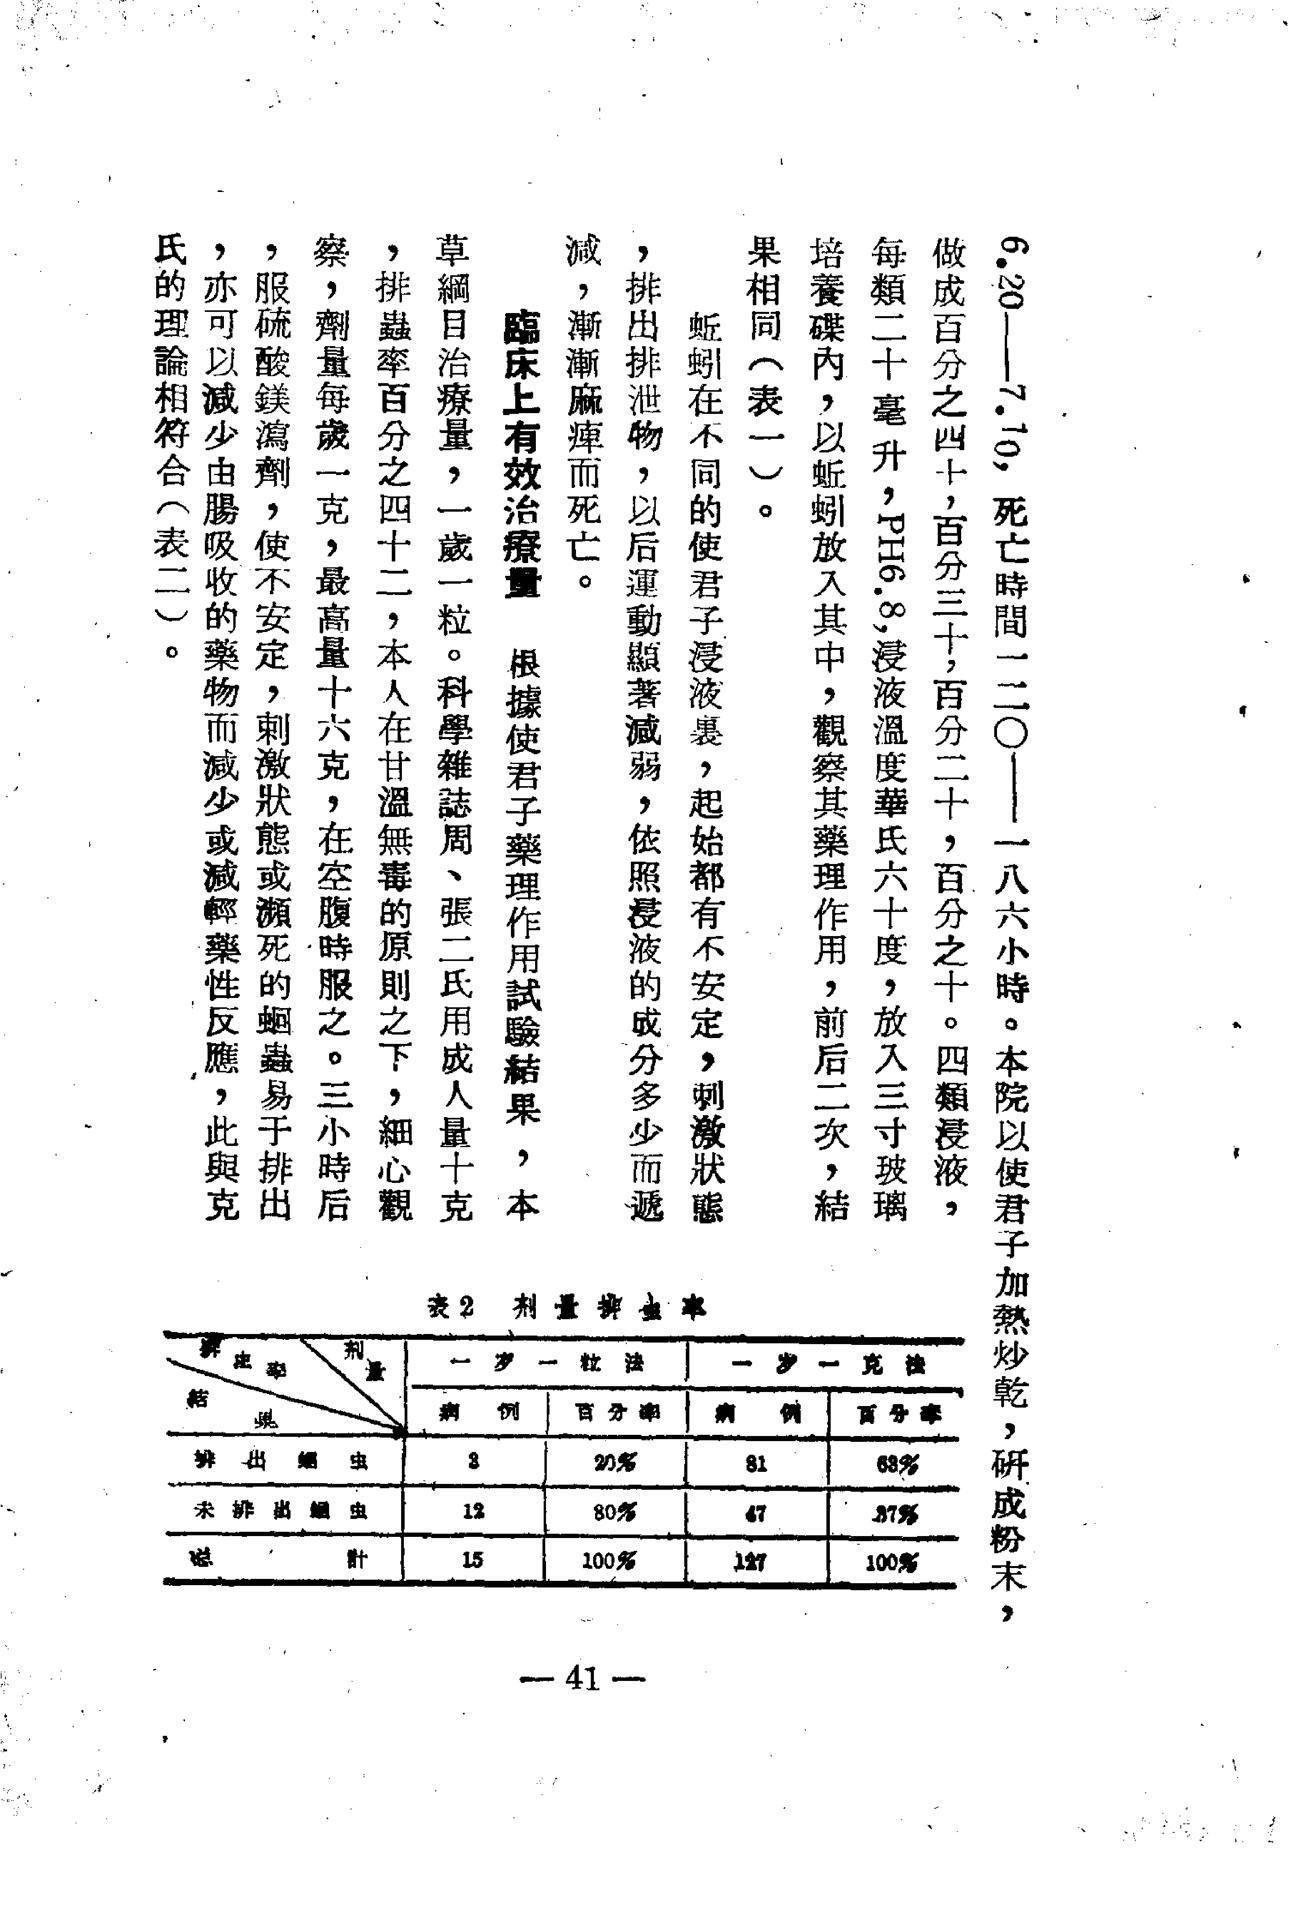 6.20——7.10,死亡時間一二〇——一八六小時。本院以使君子加熱炒乾，研成粉末，
做成百分之四十，百分三十，百分二十，百分之十。四類浸液，
每類二十毫升，PH6.8,浸液溫度華氏六十度，放入三寸玻璃
培養碟內，以蚯蚓放入其中，觀察其藥理作用，前后二次，結
果相同（表一）。
蚯蚓在不同的使君子浸液裏，起始都有不安定，刺激狀態
，排出排泄物，以后運動顯著減弱，依照浸液的成分多少而遞
減，漸漸麻痺而死亡。
臨床上有效治療量　根據使君子藥理作用試驗結果，本
草綱目治療量，一歲一粒。科學雜誌周、張二氏用成人量十克
，排蟲率百分之四十二，本人在甘溫無毒的原則之下，細心觀
察，劑量每歲一克，最高量十六克，在空腹時服之。三小時后
，服硫酸鎂瀉劑，使不安定，刺激狀態或瀕死的蛔蟲易于排出
，亦可以減少由腸吸收的藥物而減少或減輕藥性反應，此與克
氏的理論相符合（表二）。
表2 剂量排虫率
排虫率 剂量 結果 一岁一粒法 一岁一克法
病例 百分率 病例 百分率
排出蛔虫 3 20% 81 63%
未排出蛔虫 12 80% 47 37%
总計 15 100% 127 100%
— 41 —